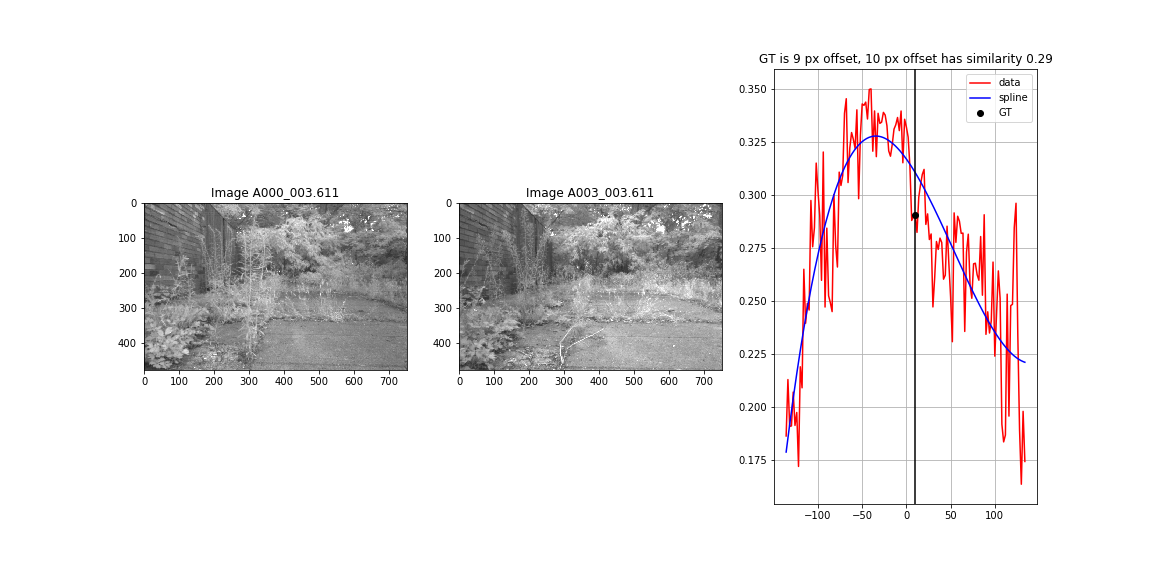 Image A000_003.611
0
100
200
300
400
0 100 200 300 400 500 600 700
Image A003_003.611
0
100
200
300
400
0 100 200 300 400 500 600 700
GT is 9 px offset, 10 px offset has similarity 0.29
0.350
0.325
0.300
0.275
0.250
0.225
0.200
0.175
−100 −50 0 50 100
data
spline
GT